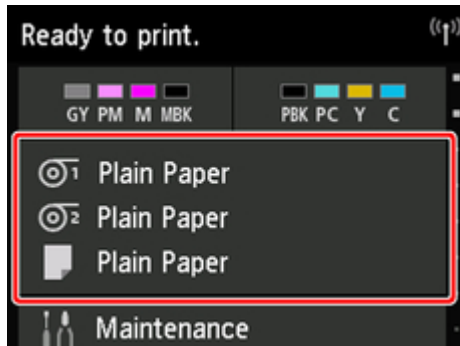 Ready to print.
GY PM M MBK PBK PC Y C
1 Plain Paper
2 Plain Paper
Plain Paper
Maintenance